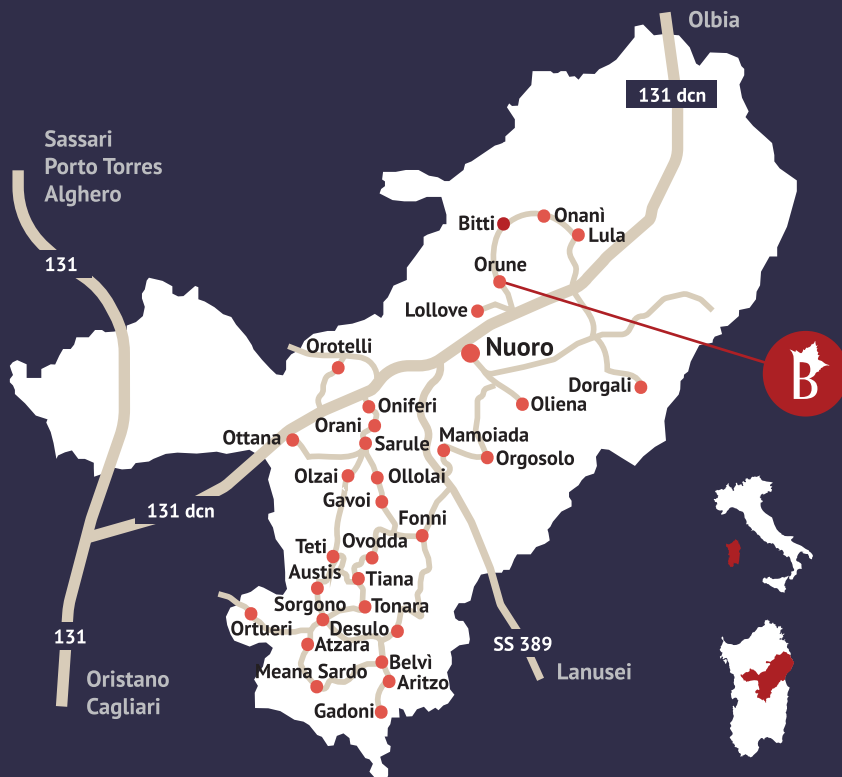 Olbia
131 dcn
Sassari
Porto Torres
Alghero
131
Bitti
Onanì
Lula
Orune
Lollove
Nuoro
B
Orotelli
Dorgali
Oliena
Oniferi
Orani
Ottana
Sarule
Mamoiada
Orgosolo
Olzai
Ollolai
Gavoi
131 dcn
Fonni
Teti
Ovodda
Austis
Tiana
Sorgono
Tonara
Ortueri
Desulo
131
Atzara
SS 389
Belvì
Meana Sardo
Lanusei
Aritzo
Oristano
Cagliari
Gadoni